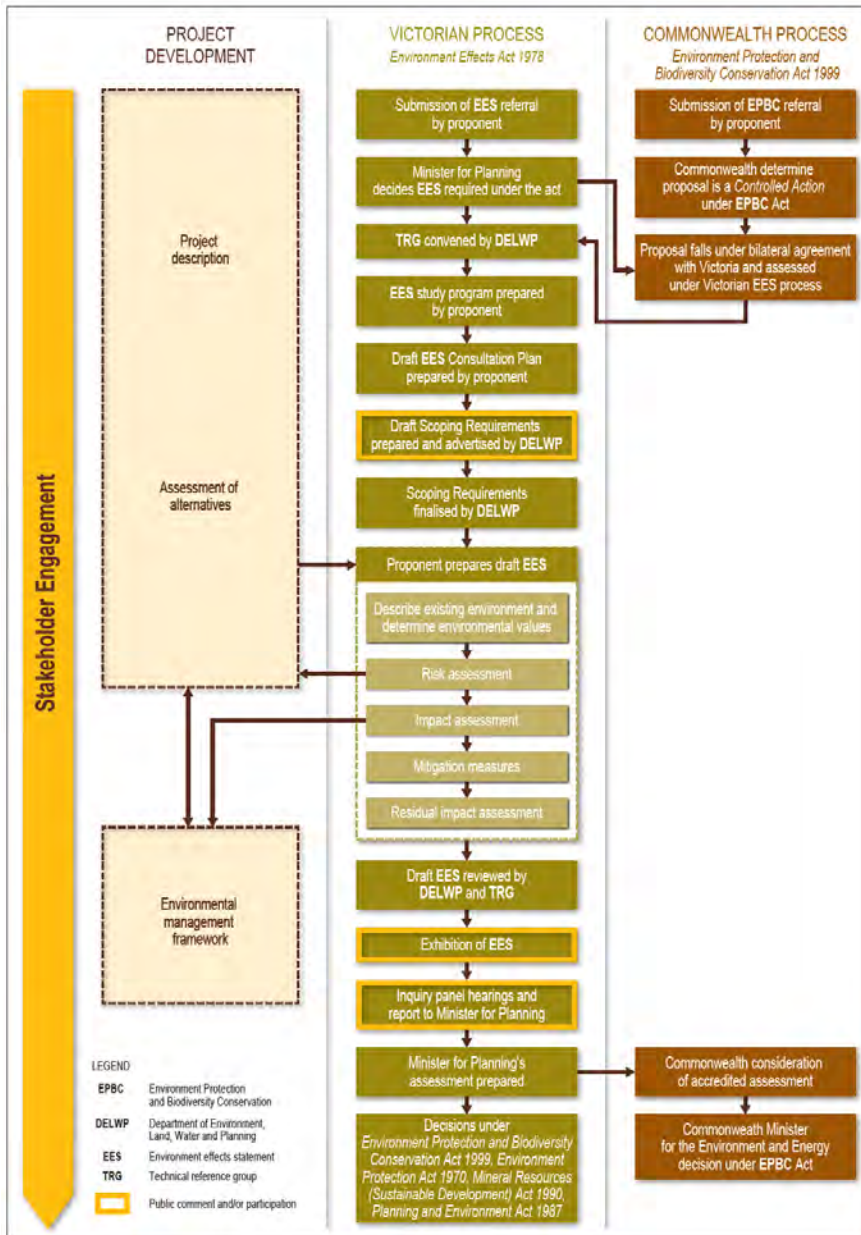 PROJECT
DEVELOPMENT
VICTORIAN PROCESS
Environment Effects Act 1978
COMMONWEALTH PROCESS
Environment Protection and
Biodiversity Conservation Act 1999
Stakeholder Engagement
Project
description
Assessment of
alternatives
Environmental
management
framework
Submission of EES referral
by proponent
Minister for Planning
decides EES required under the act
TRG convened by DELWP
EES study program prepared
by proponent
Draft EES Consultation Plan
prepared by proponent
Draft Scoping Requirements
prepared and advertised by DELWP
Scoping Requirements
finalised by DELWP
Proponent prepares draft EES
Describe existing environment and
determine environmental values
Risk assessment
Impact assessment
Mitigation measures
Residual impact assessment
Draft EES reviewed by
DELWP and TRG
Exhibition of EES
Inquiry panel hearings and
report to Minister for Planning
Minister for Planning's
assessment prepared
Decisions under
Environment Protection and Biodiversity
Conservation Act 1999, Environment
Protection Act 1970, Mineral Resources
(Sustainable Development) Act 1990,
Planning and Environment Act 1987
Submission of EPBC referral
by proponent
Commonwealth determine
proposal is a Controlled Action
under EPBC Act
Proposal falls under bilateral agreement
with Victoria and assessed
under Victorian EES process
Commonwealth consideration
of accredited assessment
Commonweath Minister
for the Environment and Energy
decision under EPBC Act
LEGEND
EPBC Environment Protection
and Biodiversity Conservation
DELWP Department of Environment,
Land, Water and Planning
EES Environment effects statement
TRG Technical reference group
Public comment and/or participation